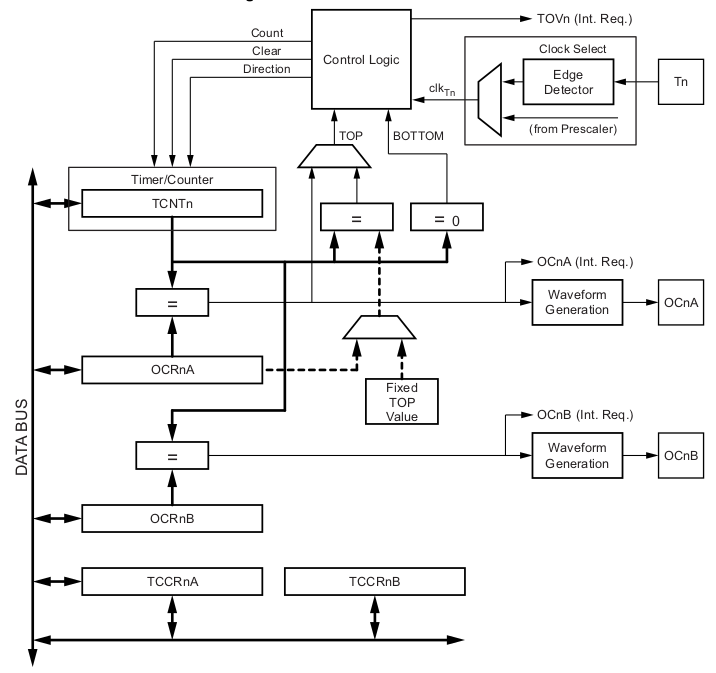 TOVn (Int. Req.)
Count
Clear
Direction
Control Logic
Clock Select
Edge
Detector
Tn
clkTn
(from Prescaler)
TOP
BOTTOM
Timer/Counter
TCNTn
=
= 0
OCnA (Int. Req.)
=
Waveform
Generation
OCnA
OCRnA
Fixed
TOP
Value
DATA BUS
OCnB (Int. Req.)
=
Waveform
Generation
OCnB
OCRnB
TCCRnA
TCCRnB